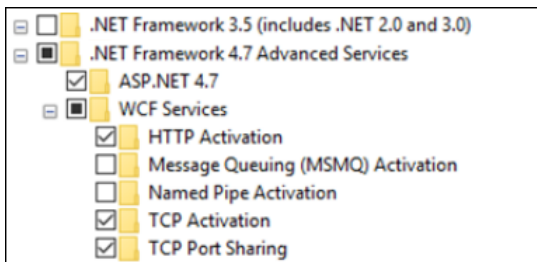 .NET Framework 3.5 (includes .NET 2.0 and 3.0)
.NET Framework 4.7 Advanced Services
ASP.NET 4.7
WCF Services
HTTP Activation
Message Queuing (MSMQ) Activation
Named Pipe Activation
TCP Activation
TCP Port Sharing